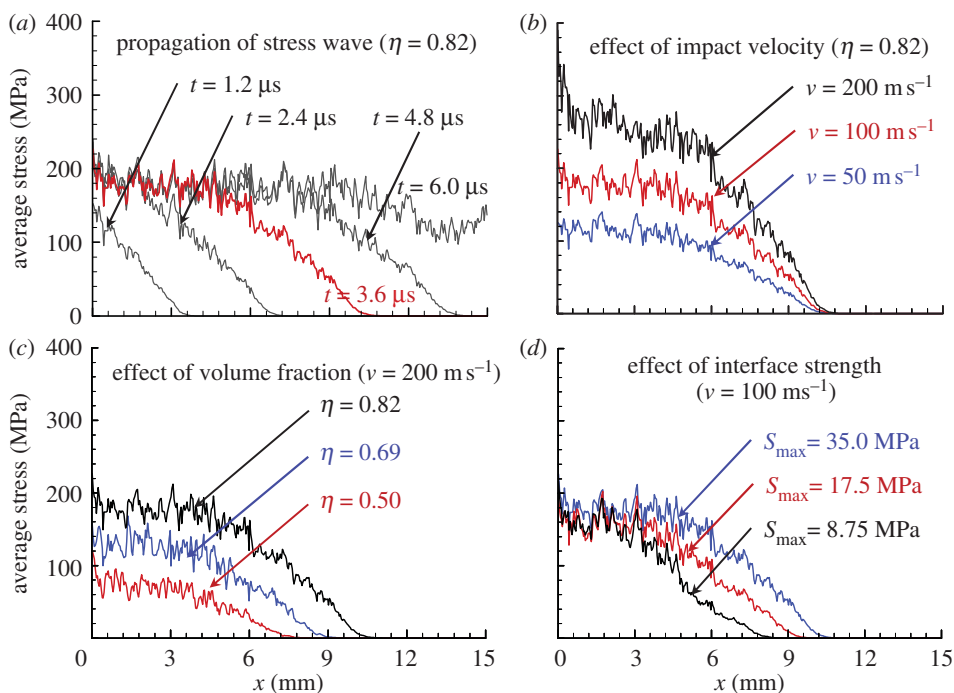 (a)
400
300
200
100
0
average stress (MPa)
propagation of stress wave (η = 0.82)
t = 1.2 μs
t = 2.4 μs
t = 4.8 μs
t = 6.0 μs
t = 3.6 μs
(b)
effect of impact velocity (η = 0.82)
v = 200 m s⁻¹
v = 100 m s⁻¹
v = 50 m s⁻¹
(c)
400
300
200
100
average stress (MPa)
effect of volume fraction (v = 200 m s⁻¹)
η = 0.82
η = 0.69
η = 0.50
0 3 6 9 12 15
x (mm)
(d)
effect of interface strength
(v = 100 ms⁻¹)
Smax= 35.0 MPa
Smax= 17.5 MPa
Smax= 8.75 MPa
0 3 6 9 12 15
x (mm)